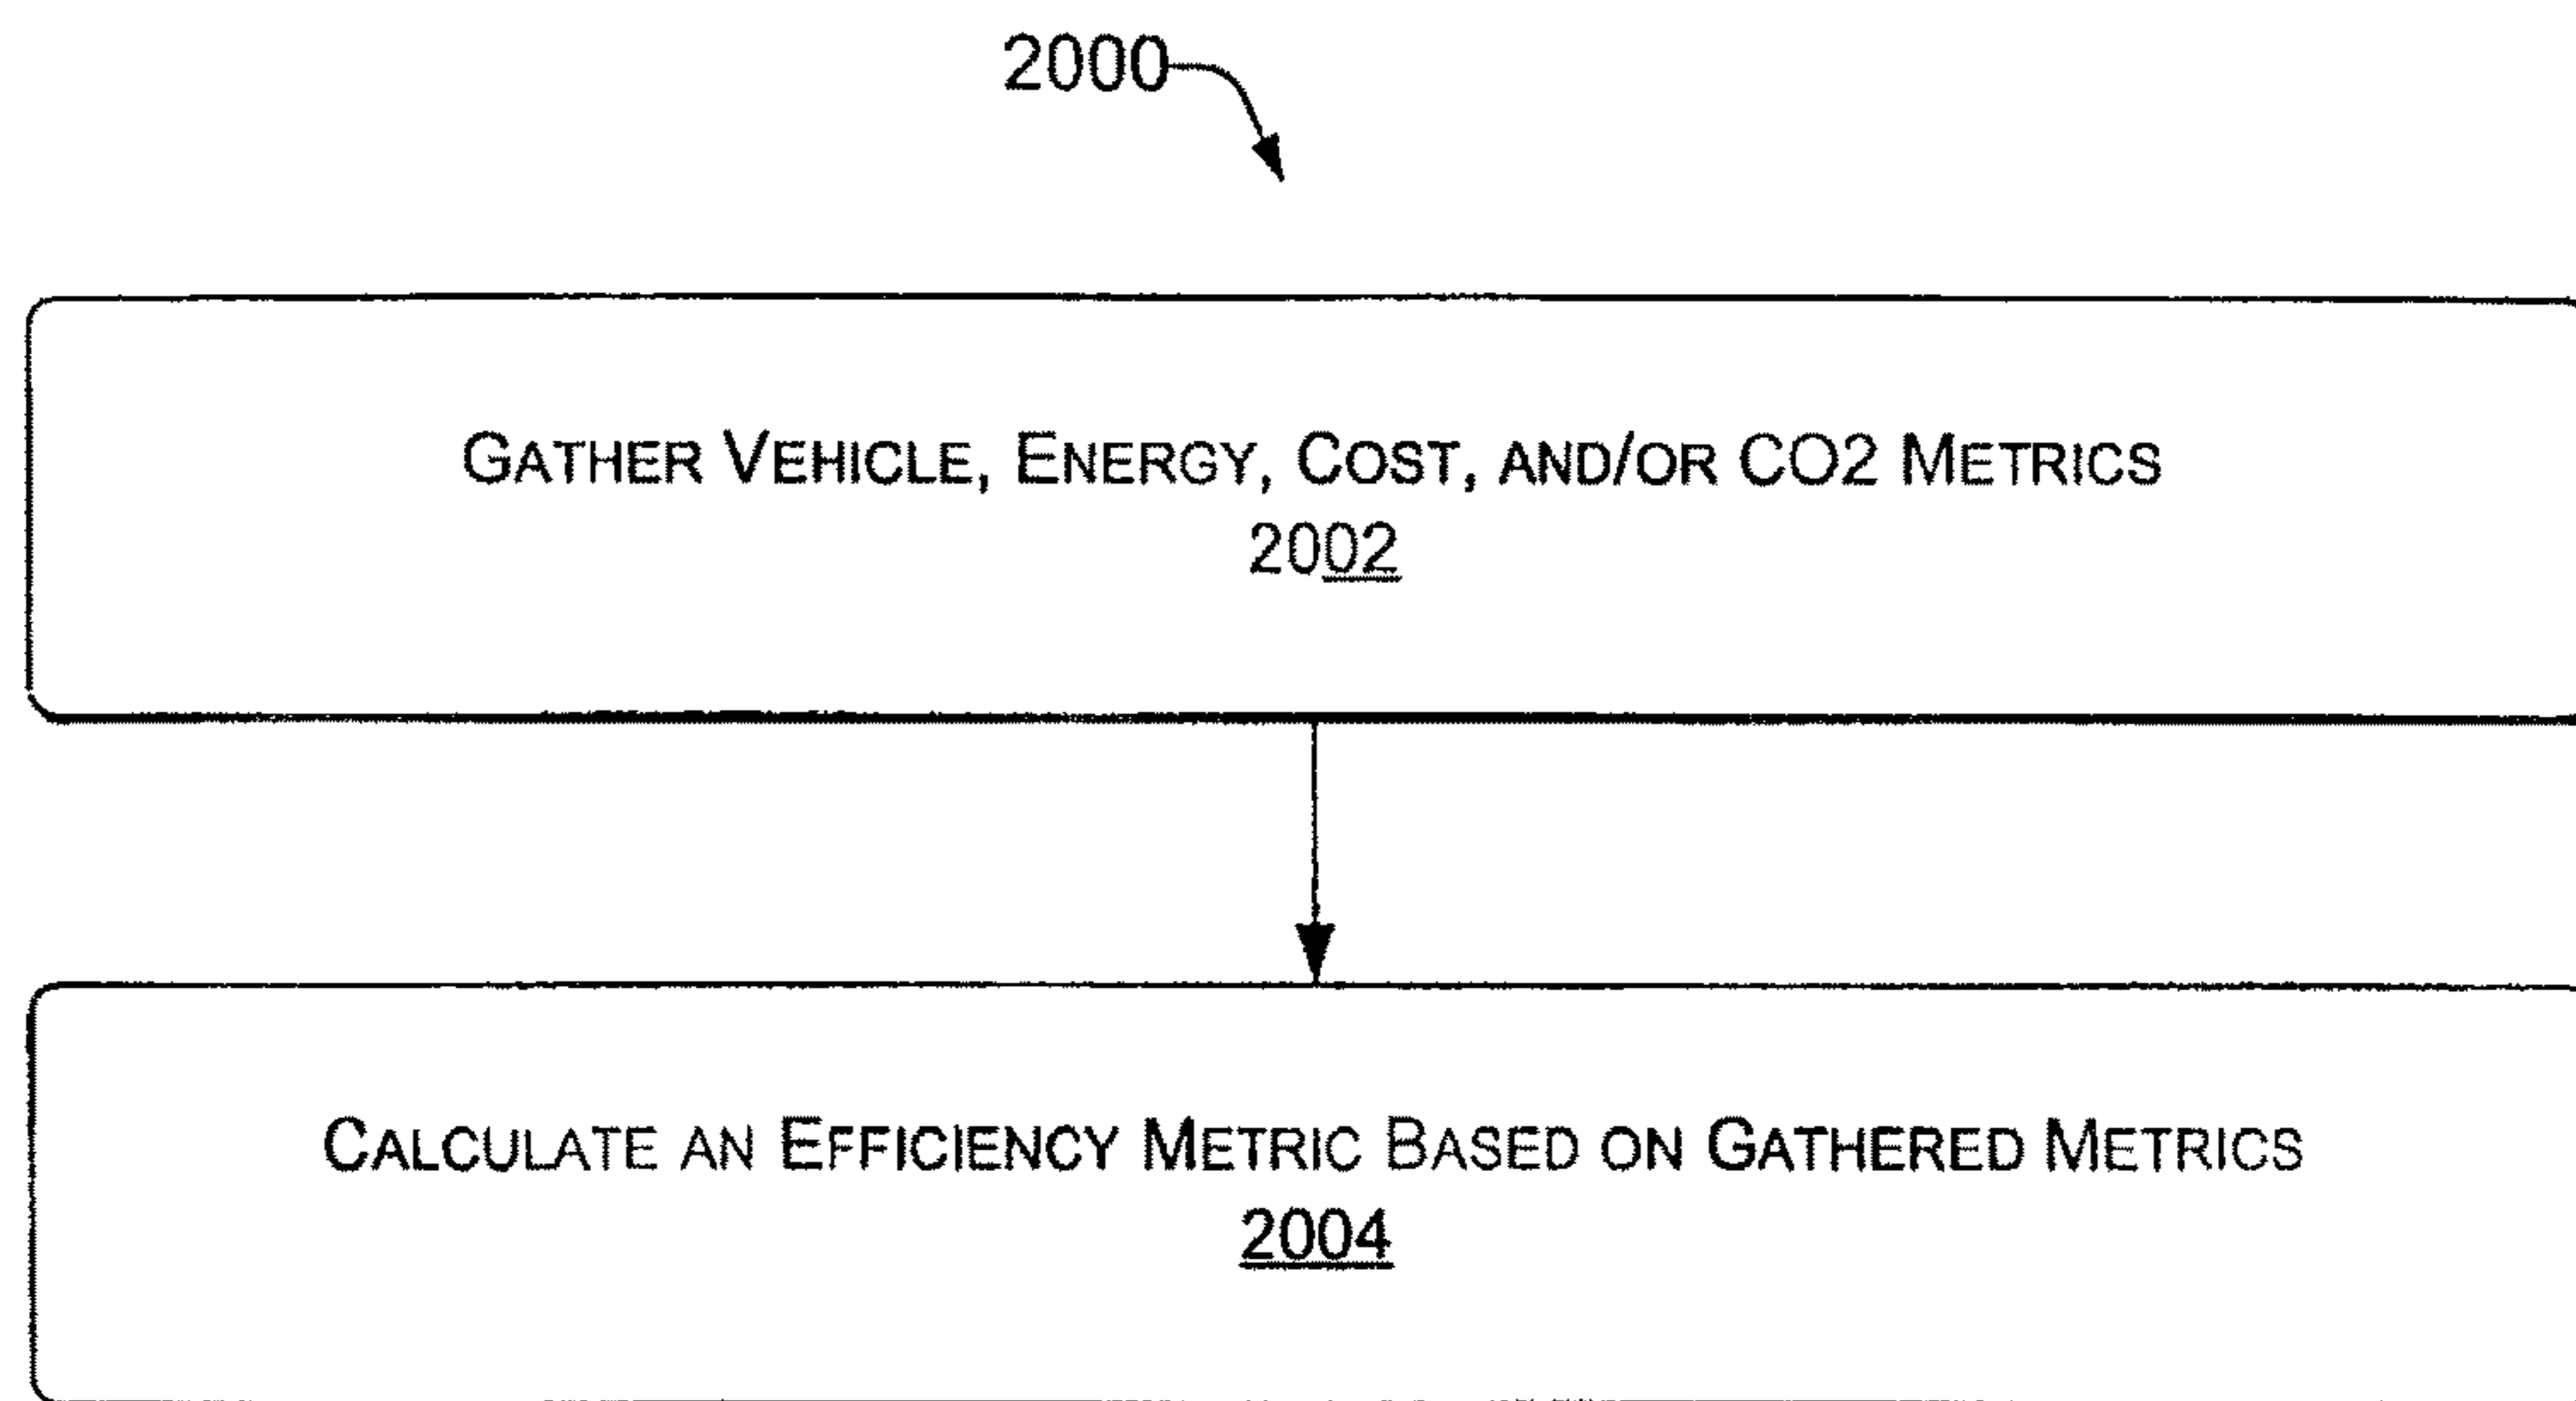 2000
GATHER VEHICLE, ENERGY, COST, AND/OR CO2 METRICS
2002
CALCULATE AN EFFICIENCY METRIC BASED ON GATHERED METRICS
2004